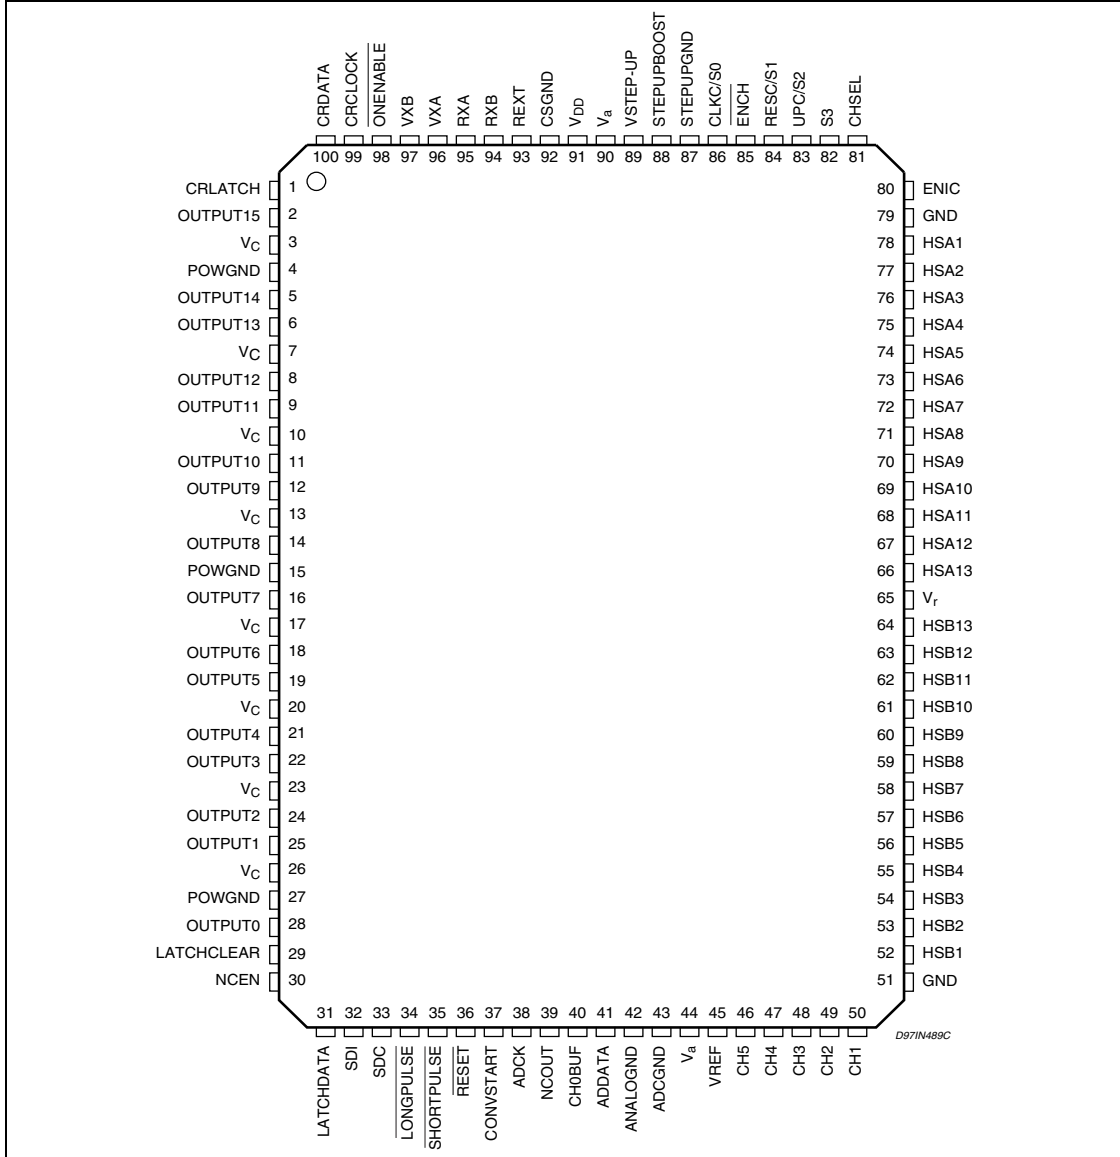 CRDATA
CRCLOCK
ONENABLE
VXB
VXA
RXA
RXB
REXT
CSGND
VDD
Va
VSTEP-UP
STEPUPBOOST
STEPUPGND
CLKC/S0
ENCH
RESC/S1
UPC/S2
S3
CHSEL
100 99 98 97 96 95 94 93 92 91 90 89 88 87 86 85 84 83 82 81
CRLATCH 1
OUTPUT15 2
VC 3
POWGND 4
OUTPUT14 5
OUTPUT13 6
VC 7
OUTPUT12 8
OUTPUT11 9
VC 10
OUTPUT10 11
OUTPUT9 12
VC 13
OUTPUT8 14
POWGND 15
OUTPUT7 16
VC 17
OUTPUT6 18
OUTPUT5 19
VC 20
OUTPUT4 21
OUTPUT3 22
VC 23
OUTPUT2 24
OUTPUT1 25
VC 26
POWGND 27
OUTPUT0 28
LATCHCLEAR 29
NCEN 30
80 ENIC
79 GND
78 HSA1
77 HSA2
76 HSA3
75 HSA4
74 HSA5
73 HSA6
72 HSA7
71 HSA8
70 HSA9
69 HSA10
68 HSA11
67 HSA12
66 HSA13
65 Vr
64 HSB13
63 HSB12
62 HSB11
61 HSB10
60 HSB9
59 HSB8
58 HSB7
57 HSB6
56 HSB5
55 HSB4
54 HSB3
53 HSB2
52 HSB1
51 GND
31 32 33 34 35 36 37 38 39 40 41 42 43 44 45 46 47 48 49 50
LATCHDATA
SDI
SDC
LONGPULSE
SHORTPULSE
RESET
CONVSTART
ADCK
NCOUT
CH0BUF
ADDATA
ANALOGND
ADCGND
Va
VREF
CH5
CH4
CH3
CH2
CH1
D97IN489C